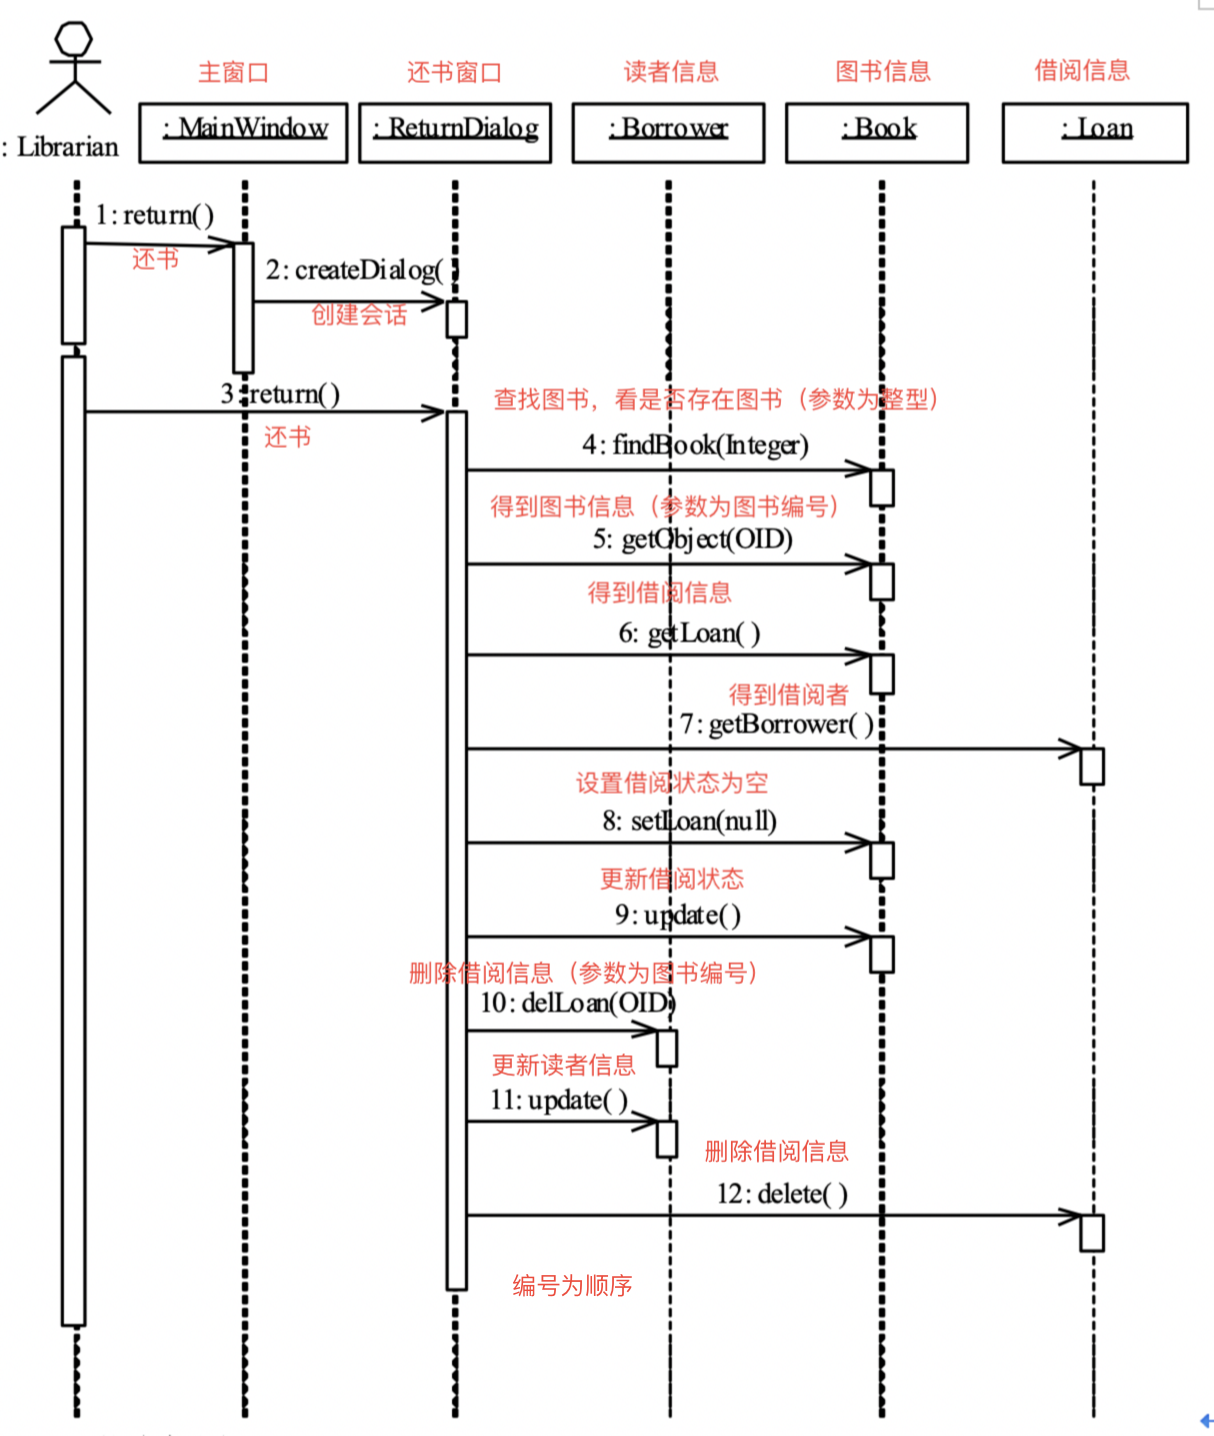 主窗口
还书窗口
读者信息
图书信息
借阅信息
: Librarian
: MainWindow
: ReturnDialog
: Borrower
: Book
: Loan
1: return()
还书
2: createDialog( )
创建会话
3: return()
还书
查找图书，看是否存在图书（参数为整型）
4: findBook(Integer)
得到图书信息（参数为图书编号）
5: getObject(OID)
得到借阅信息
6: getLoan( )
得到借阅者
7: getBorrower( )
设置借阅状态为空
8: setLoan(null)
更新借阅状态
9: update()
删除借阅信息（参数为图书编号）
10: delLoan(OID)
更新读者信息
11: update( )
删除借阅信息
12: delete( )
编号为顺序